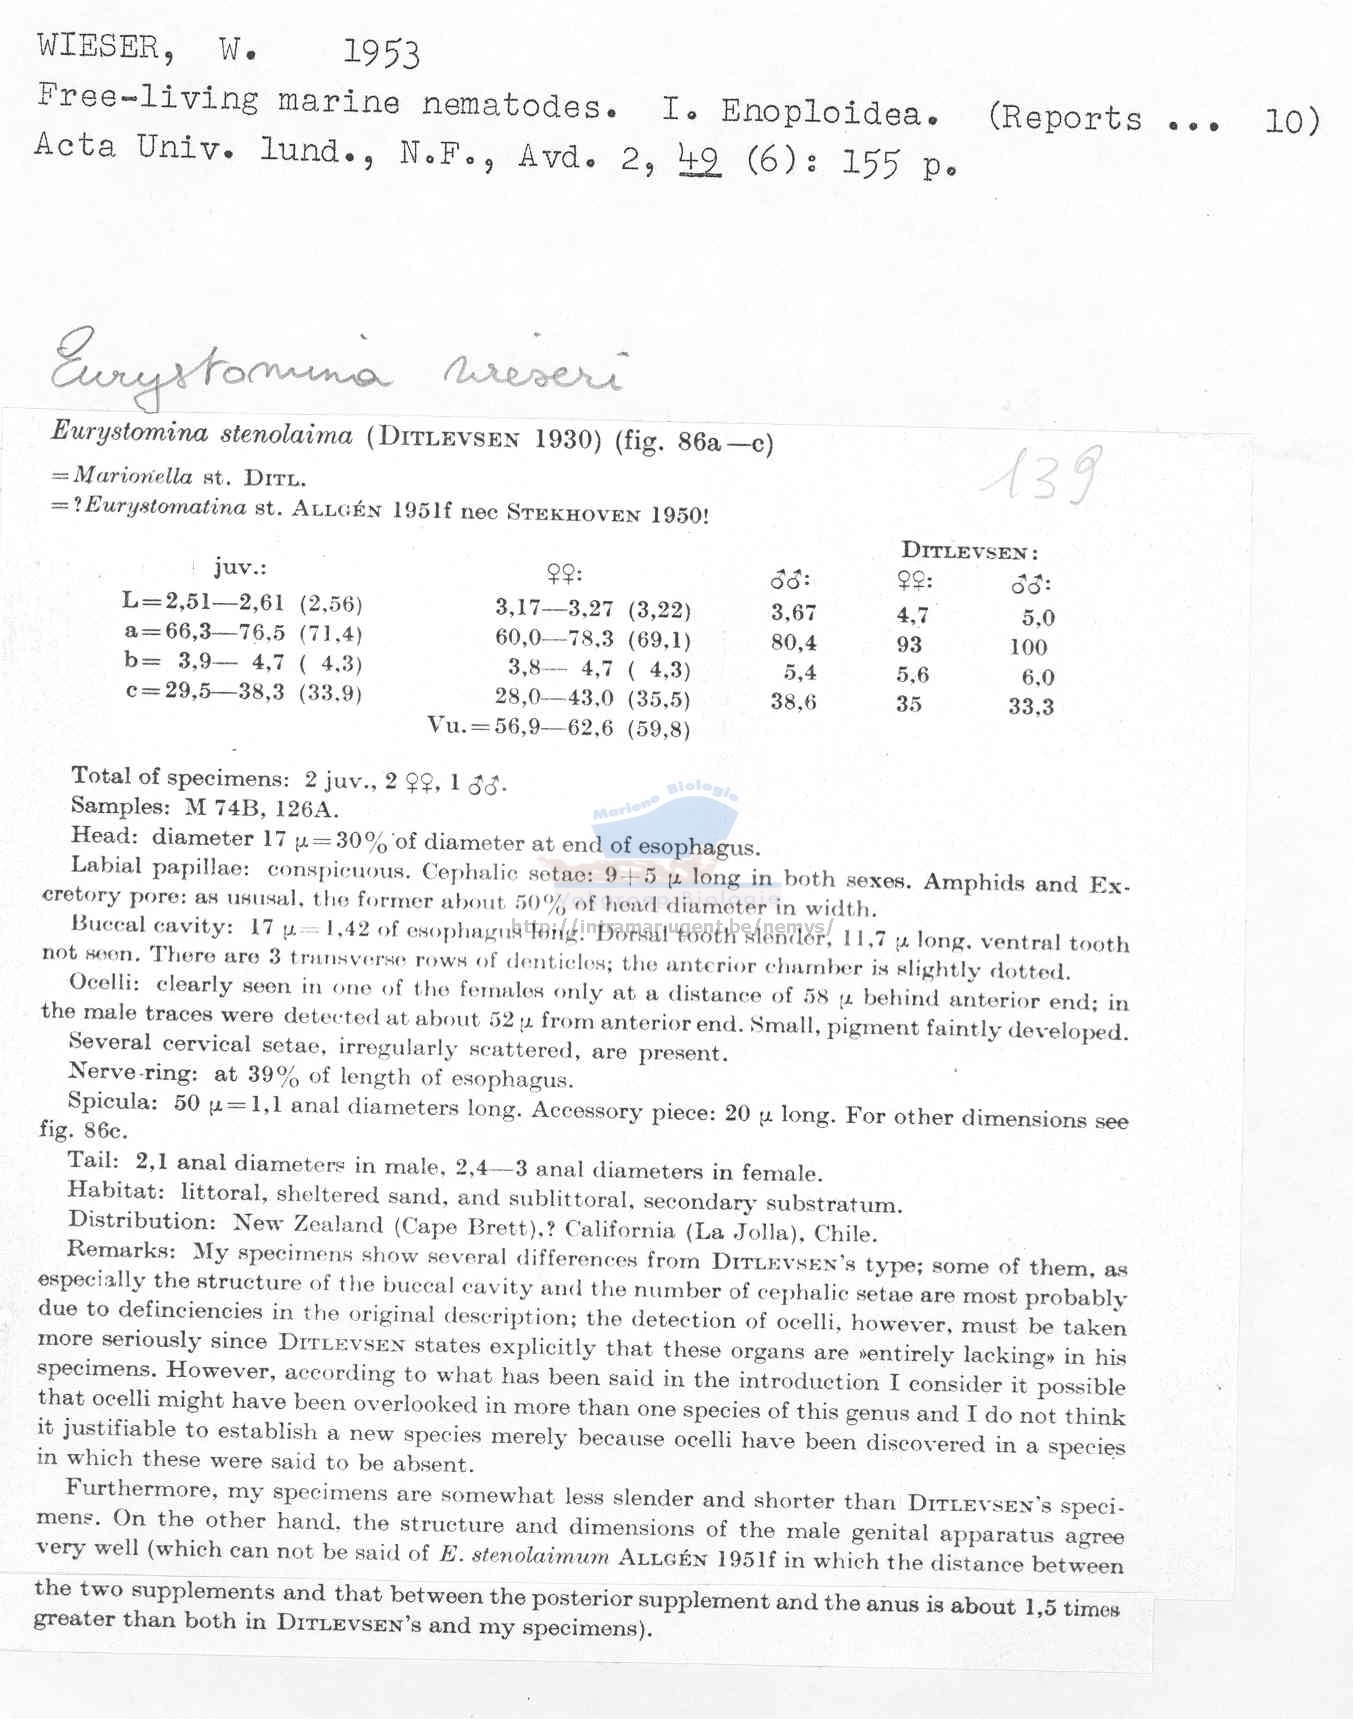 WIESER, W. 1953
Free-living marine nematodes. I. Enoploidea. (Reports ... 10)
Acta Univ. lund., N.F., Avd. 2, 49 (6): 155 p.
Eurystomina wieseri
139
Eurystomina stenolaima (DITLEVSEN 1930) (fig. 86a—c)
=Marionella st. DITL.
=?Eurystomatina st. ALLGÉN 1951f nec STEKHOVEN 1950!
DITLEVSEN:
juv.: ♀♀: ♂♂: ♀♀: ♂♂:
L=2,51—2,61 (2,56) 3,17—3,27 (3,22) 3,67 4,7 5,0
a=66,3—76,5 (71,4) 60,0—78,3 (69,1) 80,4 93 100
b= 3,9— 4,7 ( 4,3) 3,8— 4,7 ( 4,3) 5,4 5,6 6,0
c=29,5—38,3 (33,9) 28,0—43,0 (35,5) 38,6 35 33,3
Vu.=56,9—62,6 (59,8)
Total of specimens: 2 juv., 2 ♀♀, 1 ♂♂.
Samples: M 74B, 126A.
Head: diameter 17 µ=30% of diameter at end of esophagus.
Labial papillae: conspicuous. Cephalic setae: 9+5 µ long in both sexes. Amphids and Ex-
cretory pore: as ususal, the former about 50% of head diameter in width.
Buccal cavity: 17 µ=1,42 of esophagus long. Dorsal tooth slender, 11,7 µ long, ventral tooth
not seen. There are 3 transverse rows of denticles; the anterior chamber is slightly dotted.
Ocelli: clearly seen in one of the females only at a distance of 58 µ behind anterior end; in
the male traces were detected at about 52 µ from anterior end. Small, pigment faintly developed.
Several cervical setae, irregularly scattered, are present.
Nerve-ring: at 39% of length of esophagus.
Spicula: 50 µ=1,1 anal diameters long. Accessory piece: 20 µ long. For other dimensions see
fig. 86c.
Tail: 2,1 anal diameters in male, 2,4—3 anal diameters in female.
Habitat: littoral, sheltered sand, and sublittoral, secondary substratum.
Distribution: New Zealand (Cape Brett),? California (La Jolla), Chile.
Remarks: My specimens show several differences from DITLEVSEN's type; some of them, as
especially the structure of the buccal cavity and the number of cephalic setae are most probably
due to definciencies in the original description; the detection of ocelli, however, must be taken
more seriously since DITLEVSEN states explicitly that these organs are »entirely lacking» in his
specimens. However, according to what has been said in the introduction I consider it possible
that ocelli might have been overlooked in more than one species of this genus and I do not think
it justifiable to establish a new species merely because ocelli have been discovered in a species
in which these were said to be absent.
Furthermore, my specimens are somewhat less slender and shorter than DITLEVSEN's speci-
mens. On the other hand, the structure and dimensions of the male genital apparatus agree
very well (which can not be said of E. stenolaimum ALLGÉN 1951f in which the distance between
the two supplements and that between the posterior supplement and the anus is about 1,5 times
greater than both in DITLEVSEN's and my specimens).
Mariene Biologie
http://intramar.ugent.be/nemys/